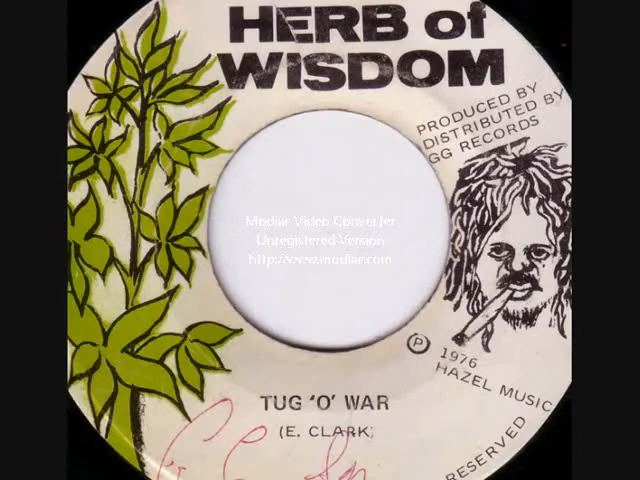 HERB of
WISDOM
PRODUCED BY
DISTRIBUTED BY
GG RECORDS
Modiar Video Converter
Unregistered Version
http://www.modiar.com
℗ 1976
HAZEL MUSIC
TUG 'O' WAR
(E. CLARK)
RESERVED